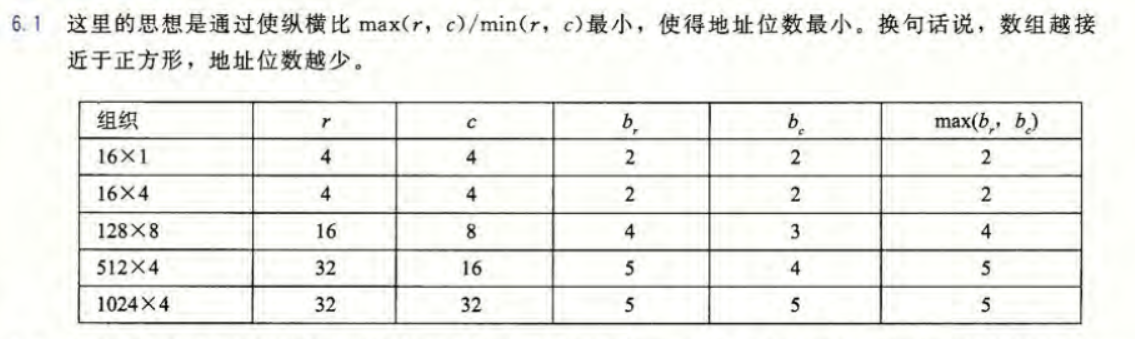 6.1 这里的思想是通过使纵横比 max(r, c)/min(r, c)最小，使得地址位数最小。换句话说，数组越接
近于正方形，地址位数越少。
组织 r c b_r b_c max(b_r, b_c)
16×1 4 4 2 2 2
16×4 4 4 2 2 2
128×8 16 8 4 3 4
512×4 32 16 5 4 5
1024×4 32 32 5 5 5